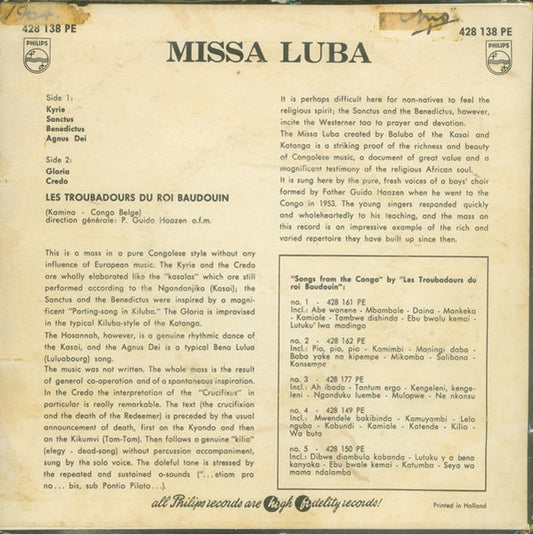 1964
428 138 PE
PHILIPS
428 138 PE
PHILIPS
MISSA LUBA
Side 1:
Kyrie
Sanctus
Benedictus
Agnus Dei
Side 2:
Gloria
Credo
LES TROUBADOURS DU ROI BAUDOUIN
(Kamina - Congo Belge)
direction générale: P. Guido Haazen o.f.m.
This is a mass in a pure Congolese style without any
influence of European music. The Kyrie and the Credo
are wholly elaborated like the "kasalas" which are still
performed according to the Ngandanjika (Kasai); the
Sanctus and the Benedictus were inspired by a magni-
ficent "Parting-song in Kiluba." The Gloria is improvised
in the typical Kiluba-style of the Katanga.
The Hosannah, however, is a genuine rhythmic dance of
the Kasai, and the Agnus Dei is a typical Bena Lulua
(Luluabourg) song.
The music was not written. The whole mass is the result
of general co-operation and of a spontaneous inspiration.
In the Credo the interpretation of the "Crucifixus" in
particular is really remarkable. The text (the crucifixion
and the death of the Redeemer) is preceded by the usual
announcement of death, first on the Kyondo and then
on the Kikumvi (Tom-Tom). Then follows a genuine "kilio"
(elegy - dead-song) without percussion accompaniment,
sung by the solo voice. The doleful tone is stressed by
the repeated and sustained o-sounds ("...etiam pro
no... bis, sub Pontio Pilato...).
It is perhaps difficult here for non-natives to feel the
religious spirit; the Sanctus and the Benedictus, however,
incite the Westerner too to prayer and devotion.
The Missa Luba created by Baluba of the Kasai and
Katanga is a striking proof of the richness and beauty
of Congolese music, a document of great value and a
magnificent testimony of the religious African soul.
It is sung here by the pure, fresh voices of a boys' choir
formed by Father Guido Haazen when he went to the
Congo in 1953. The young singers responded quickly
and wholeheartedly to his teaching, and the mass on
this record is an impressive example of the rich and
varied repertoire they have built up since then.
"Songs from the Congo" by "Les Troubadours du
roi Baudouin":
no. 1 - 428 161 PE
Incl.: Abe wanene - Mbambale - Daina - Mankeka
- Kamiole - Tambwe dishinda - Ebu bwalu kemai -
Lutuku lwa madinga
no. 2 - 428 162 PE
Incl.: Pio, pio, pio - Kamimbi - Maningi daba -
Baba yake na kipempe - Mikomba - Salibana -
Kansempe
no. 3 - 428 177 PE
Incl.: Ah ibada - Tantum ergo - Kengeleni, kenge-
leni - Nganduku luembe - Mulopwe - Ne nkansu
no. 4 - 428 149 PE
Incl.: Mwendele bakibinda - Kamuyambi - Lelo
nguba - Kabundi - Kamiole - Katende - Kilio -
Wa buta
no. 5 - 428 150 PE
Incl.: Dibwe diambula kabanda - Lutuku y a bena
kanyoka - Ebu bwale kemai - Katumba - Seya wa
mama ndalamba
all Philips records are high fidelity records!
Printed in Holland